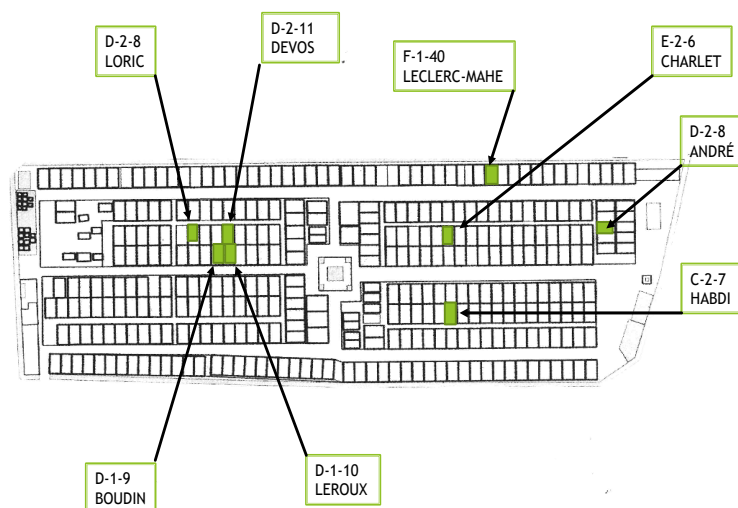 D-2-8
LORIC
D-2-11
DEVOS
F-1-40
LECLERC-MAHE
E-2-6
CHARLET
D-2-8
ANDRÉ
C-2-7
HABDI
D-1-9
BOUDIN
D-1-10
LEROUX